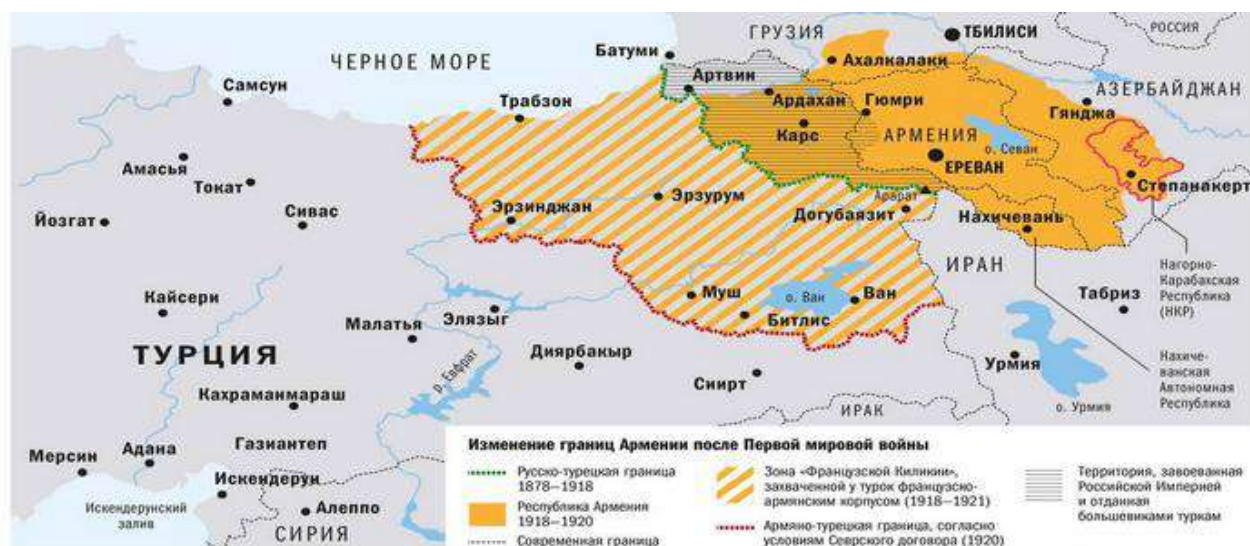 РОССИЯ
ГРУЗИЯ
ТБИЛИСИ
Батуми
Ахалкалаки
ЧЕРНОЕ МОРЕ
Артвин
АЗЕРБАЙДЖАН
Самсун
Трабзон
Ардахан
Гюмри
Гянджа
Карс
АРМЕНИЯ
о. Севан
Амасья
ЕРЕВАН
Токат
Степанакерт
Эрзурум
Арарат
Йозгат
Сивас
Эрзинджан
Догубаязит
Нахичевань
ИРАН
Нагорно-
Карабахская
Республика
(НКР)
Табриз
Кайсери
Муш
о. Ван
Ван
Малатья
Элязыг
Битлис
ТУРЦИЯ
Диярбакыр
р. Евфрат
Сиирт
Урмия
Нахиче-
ванская
Автономная
Республика
Кахраманмараш
ИРАК
о. Урмия
Газиантеп
Мерсин
Адана
Искендерун
Искендерунский
залив
Алеппо
СИРИЯ
Изменение границ Армении после Первой мировой войны
Русско-турецкая граница
1878—1918
Республика Армения
1918—1920
Современная граница
Зона «Французской Киликии»,
захваченной у турок французско-
армянским корпусом (1918—1921)
Армяно-турецкая граница, согласно
условиям Севрского договора (1920)
Территория, завоеванная
Российской Империей
и отданная
большевиками туркам